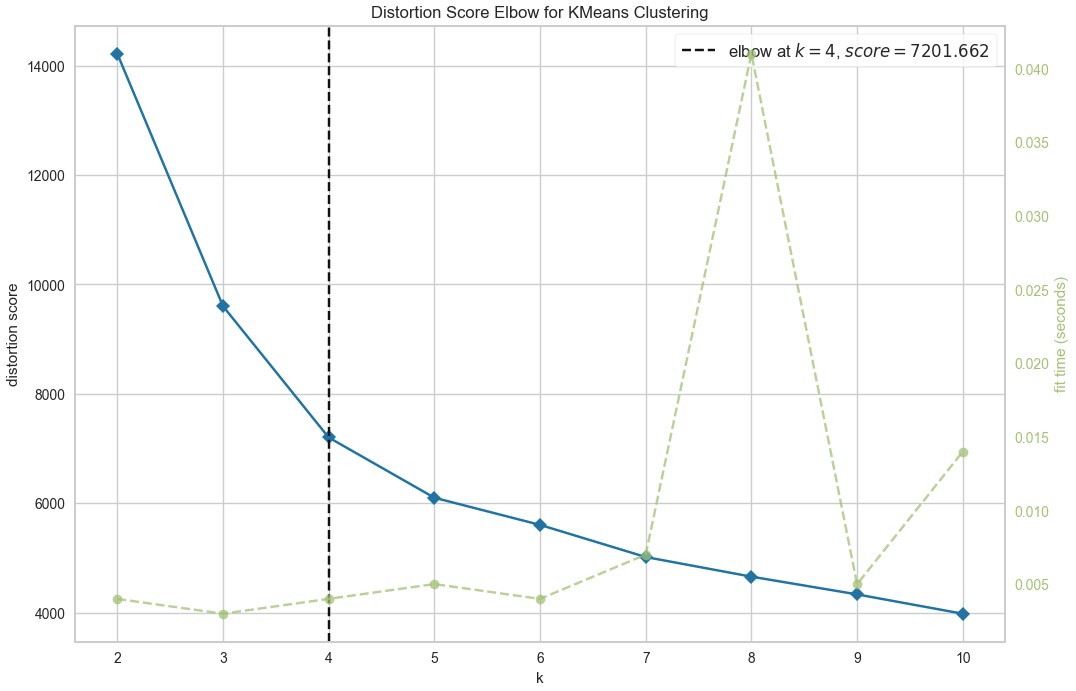 Distortion Score Elbow for KMeans Clustering
elbow at k = 4, score = 7201.662
distortion score
14000
12000
10000
8000
6000
4000
0.040
0.035
0.030
0.025
0.020
0.015
0.010
0.005
fit time (seconds)
2 3 4 5 6 7 8 9 10
k